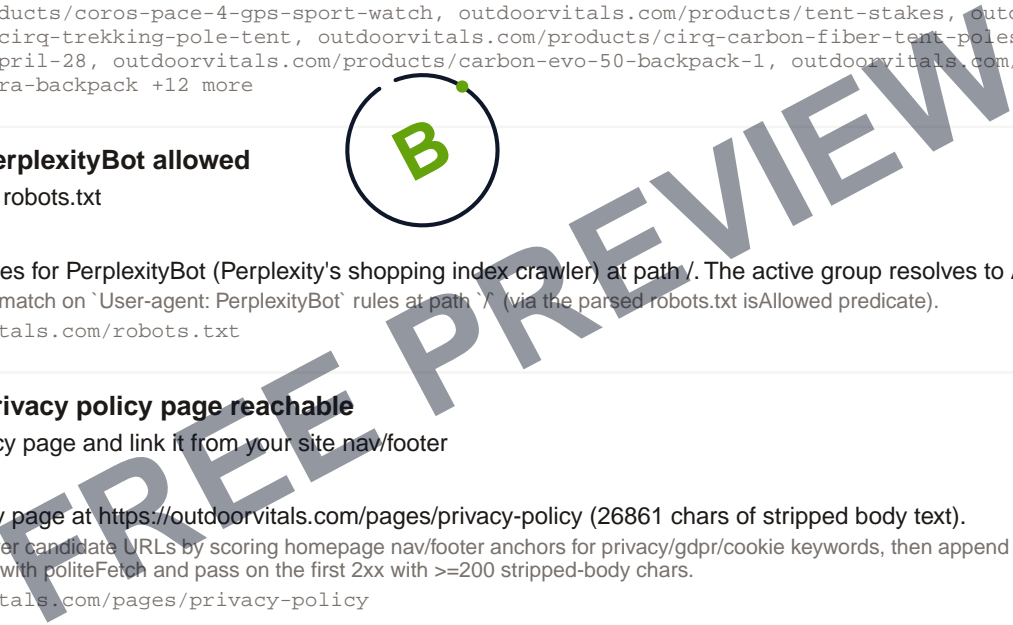 ducts/coros-pace-4-gps-sport-watch, outdoorvitals.com/products/tent-stakes,
cirq-trekking-pole-tent, outdoorvitals.com/products/cirq-carbon-fiber-tent-poles
pril-28, outdoorvitals.com/products/carbon-evo-50-backpack-1, outdoorvitals.com/
ra-backpack +12 more
B
erplexityBot allowed
robots.txt
es for PerplexityBot (Perplexity's shopping index crawler) at path /. The active group resolves to
match on `User-agent: PerplexityBot` rules at path `/` (via the parsed robots.txt isAllowed predicate).
tals.com/robots.txt
rivacy policy page reachable
cy page and link it from your site nav/footer
y page at https://outdoorvitals.com/pages/privacy-policy (26861 chars of stripped body text).
er candidate URLs by scoring homepage nav/footer anchors for privacy/gdpr/cookie keywords, then append
with politeFetch and pass on the first 2xx with >=200 stripped-body chars.
tals.com/pages/privacy-policy
FREE PREVIEW